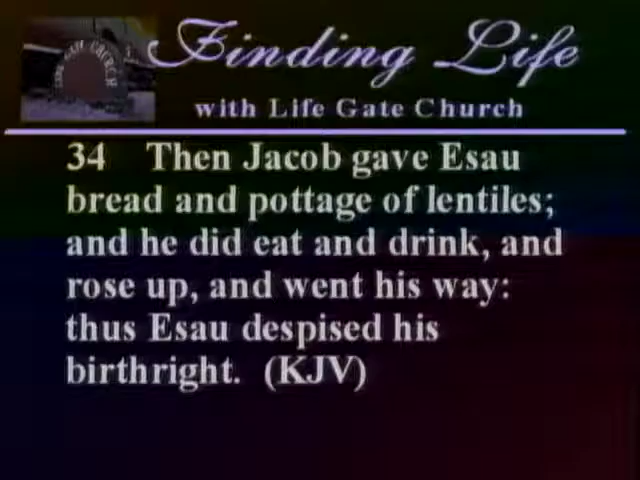 Finding Life
with Life Gate Church
34 Then Jacob gave Esau
bread and pottage of lentiles;
and he did eat and drink, and
rose up, and went his way:
thus Esau despised his
birthright. (KJV)